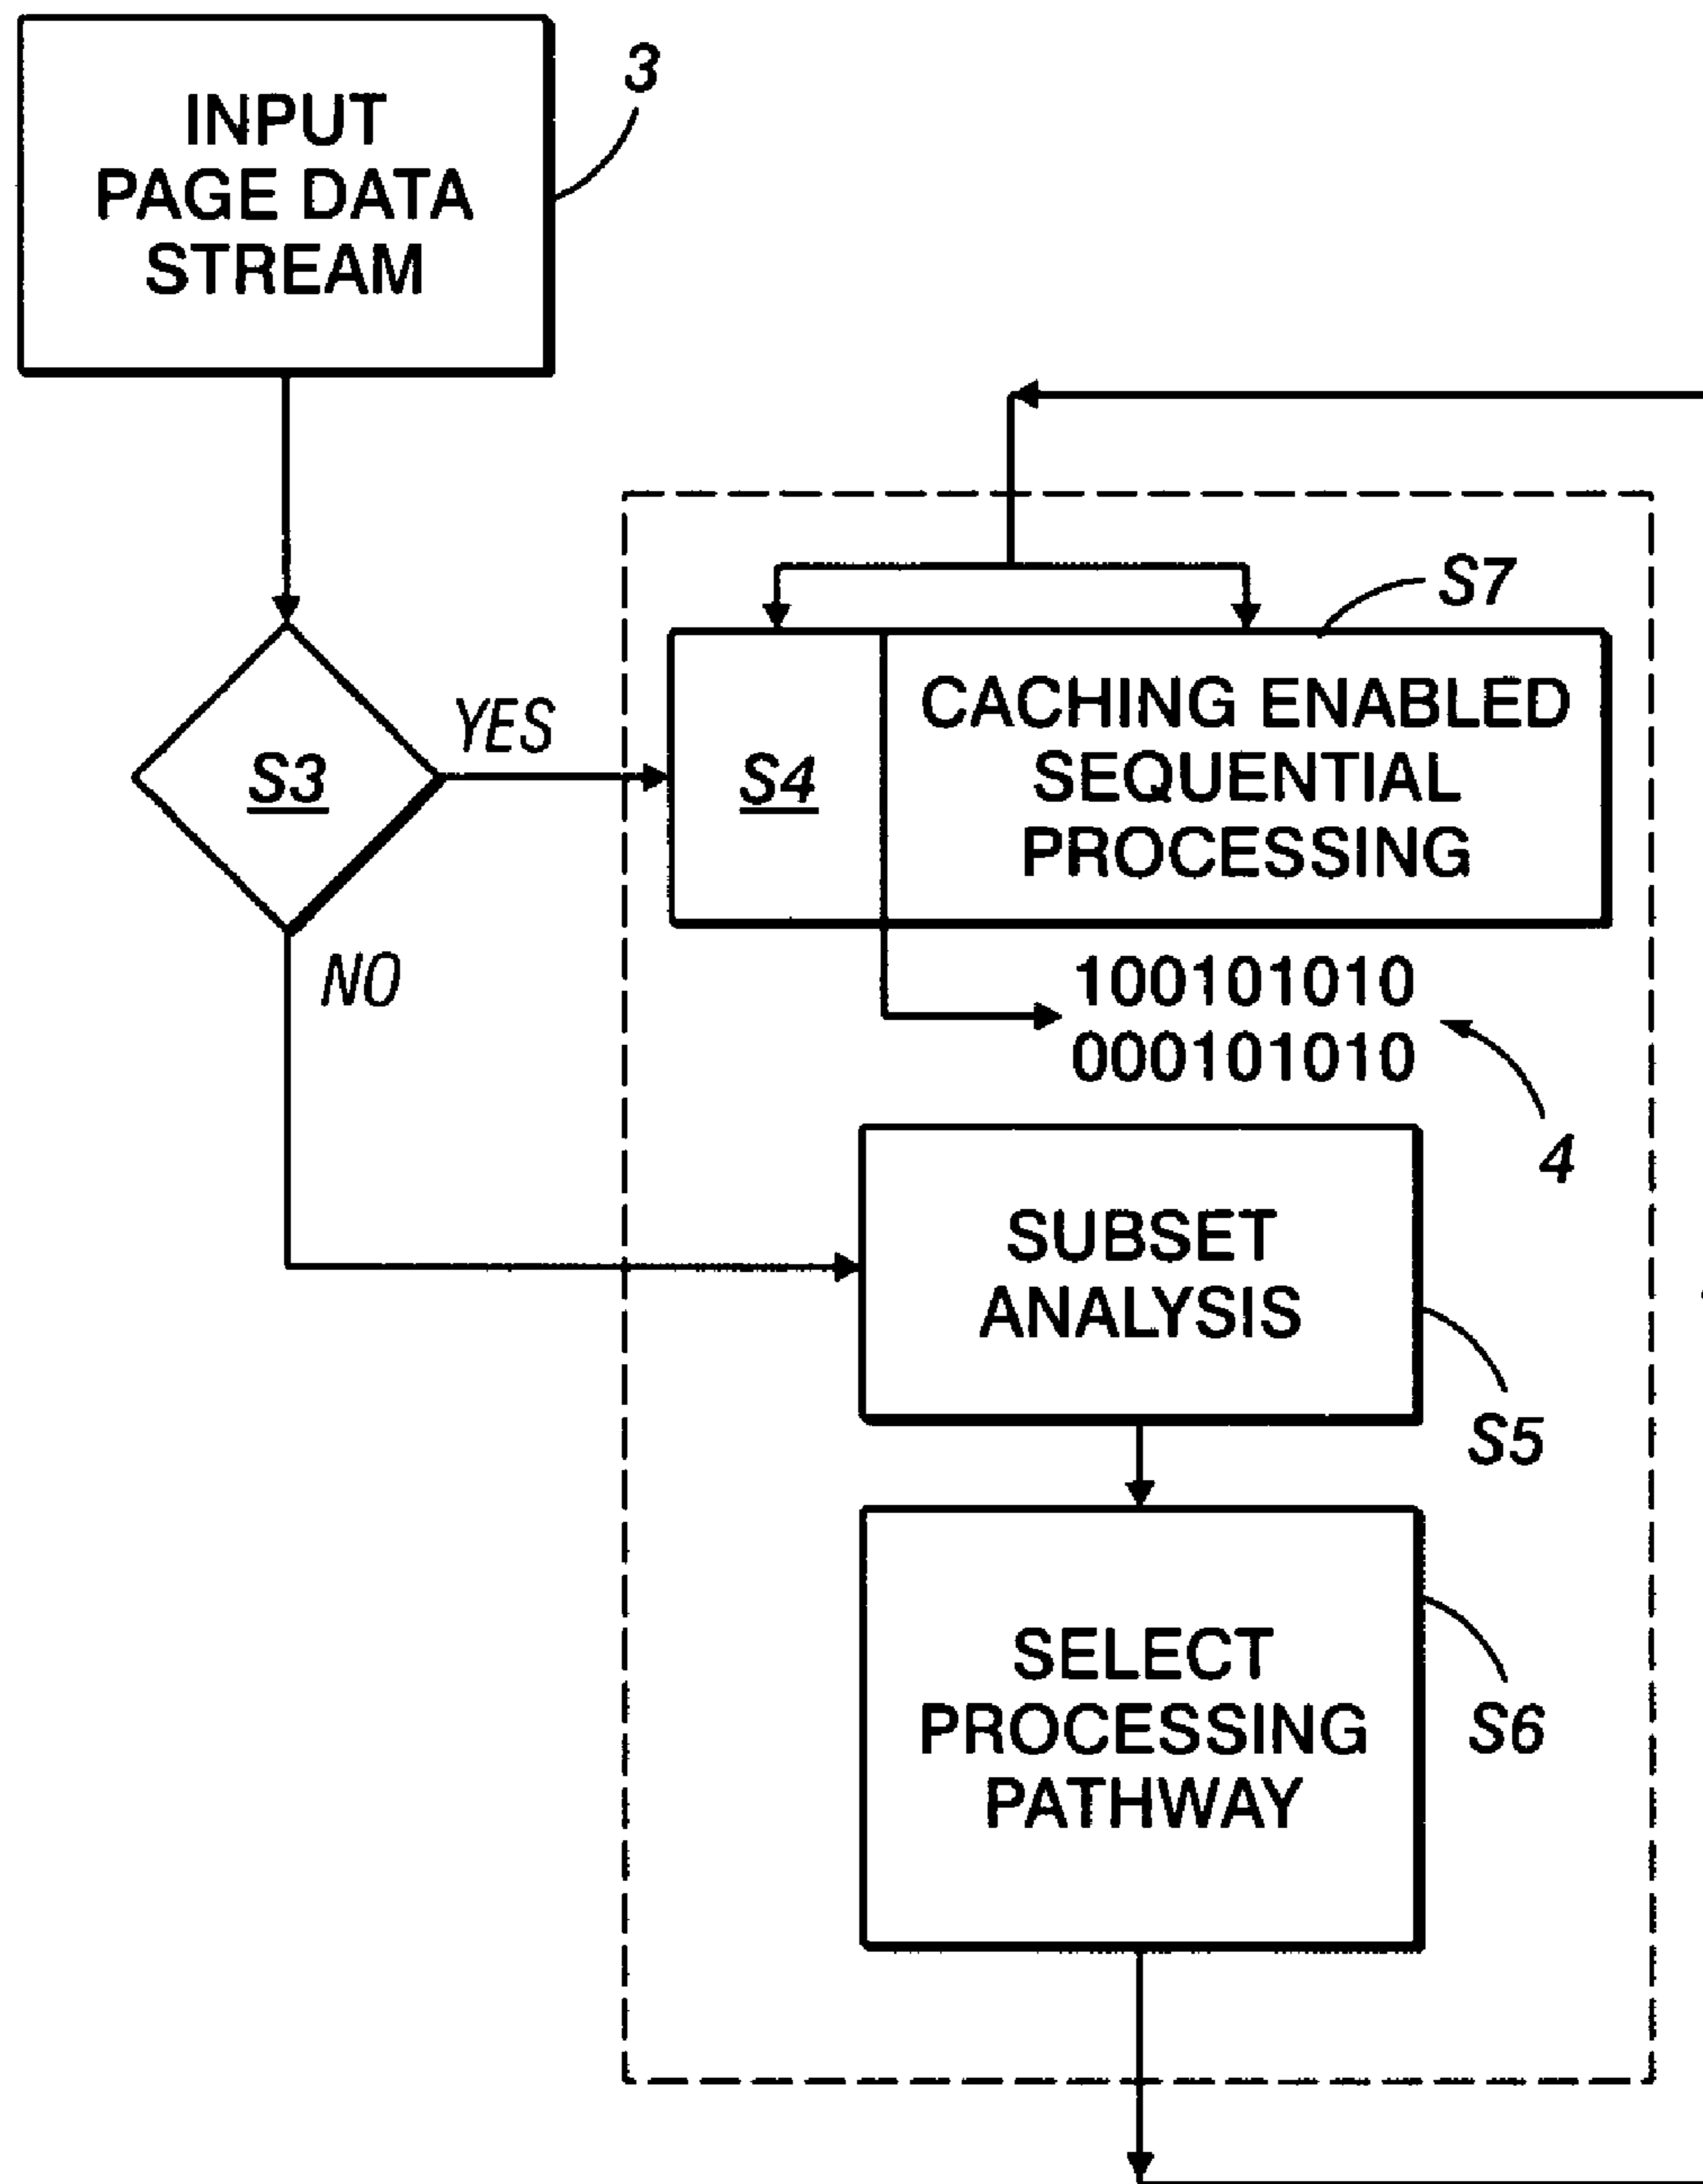 INPUT
PAGE DATA
STREAM
3
S7
YES
S3
S4
CACHING ENABLED
SEQUENTIAL
PROCESSING
NO
100101010
000101010
4
SUBSET
ANALYSIS
S5
SELECT
PROCESSING
PATHWAY
S6